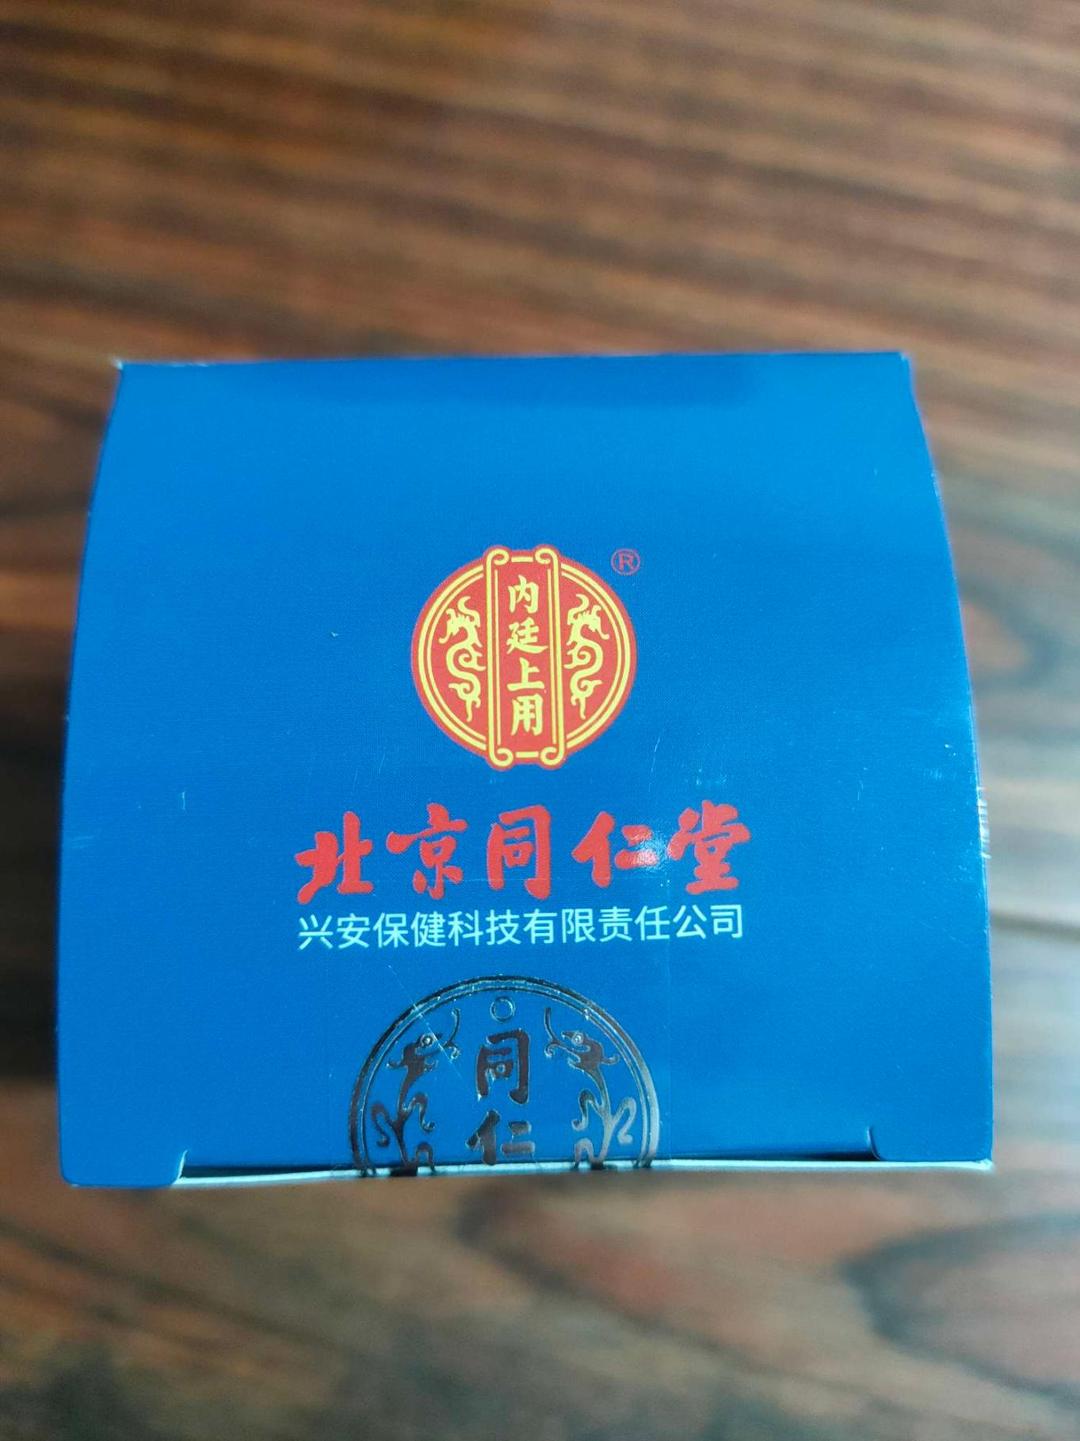 内廷上用
®
北京同仁堂
兴安保健科技有限责任公司
同仁